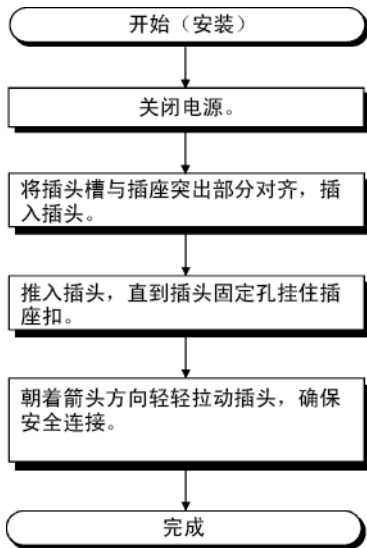 开始（安装）
关闭电源。
将插头槽与插座突出部分对齐，插
入插头。
推入插头，直到插头固定孔挂住插
座扣。
朝着箭头方向轻轻拉动插头，确保
安全连接。
完成